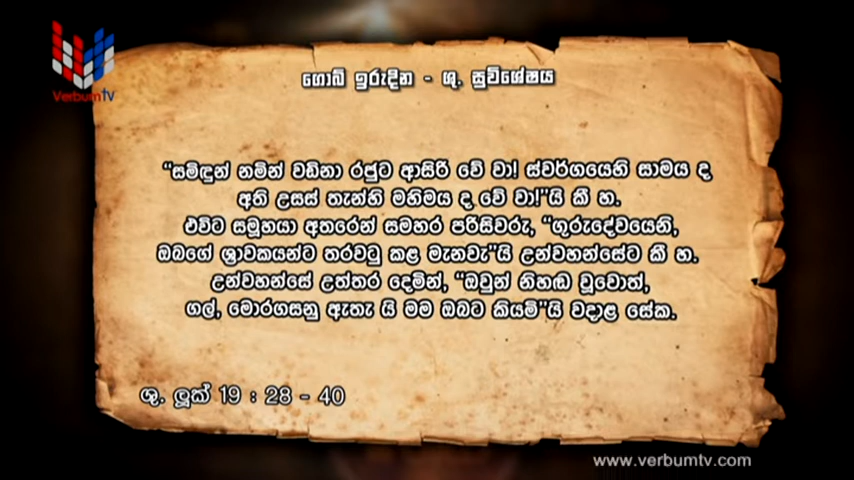 VerbumTV
ගොබ් ඉරුදින - ශු. සුවිශේෂය
“සමිඳුන් නමින් වඩිනා රජුට ආසිරි වේ වා! ස්වර්ගයෙහි සාමය ද
අති උසස් තැන්හි මහිමය ද වේ වා!”යි කී හ.
එවිට සමූහයා අතරෙන් සමහර පරිසිවරු, “ගුරුදේවයෙනි,
ඔබගේ ශ්‍රාවකයන්ට තරවටු කළ මැනවැ”යි උන්වහන්සේට කී හ.
උන්වහන්සේ උත්තර දෙමින්, “ඔවුන් නිහඬ වූවොත්,
ගල්, මොරගසනු ඇතැ යි මම ඔබට කියමි”යි වදාළ සේක.
ශු. ලූක් 19 : 28 - 40
www.verbumtv.com